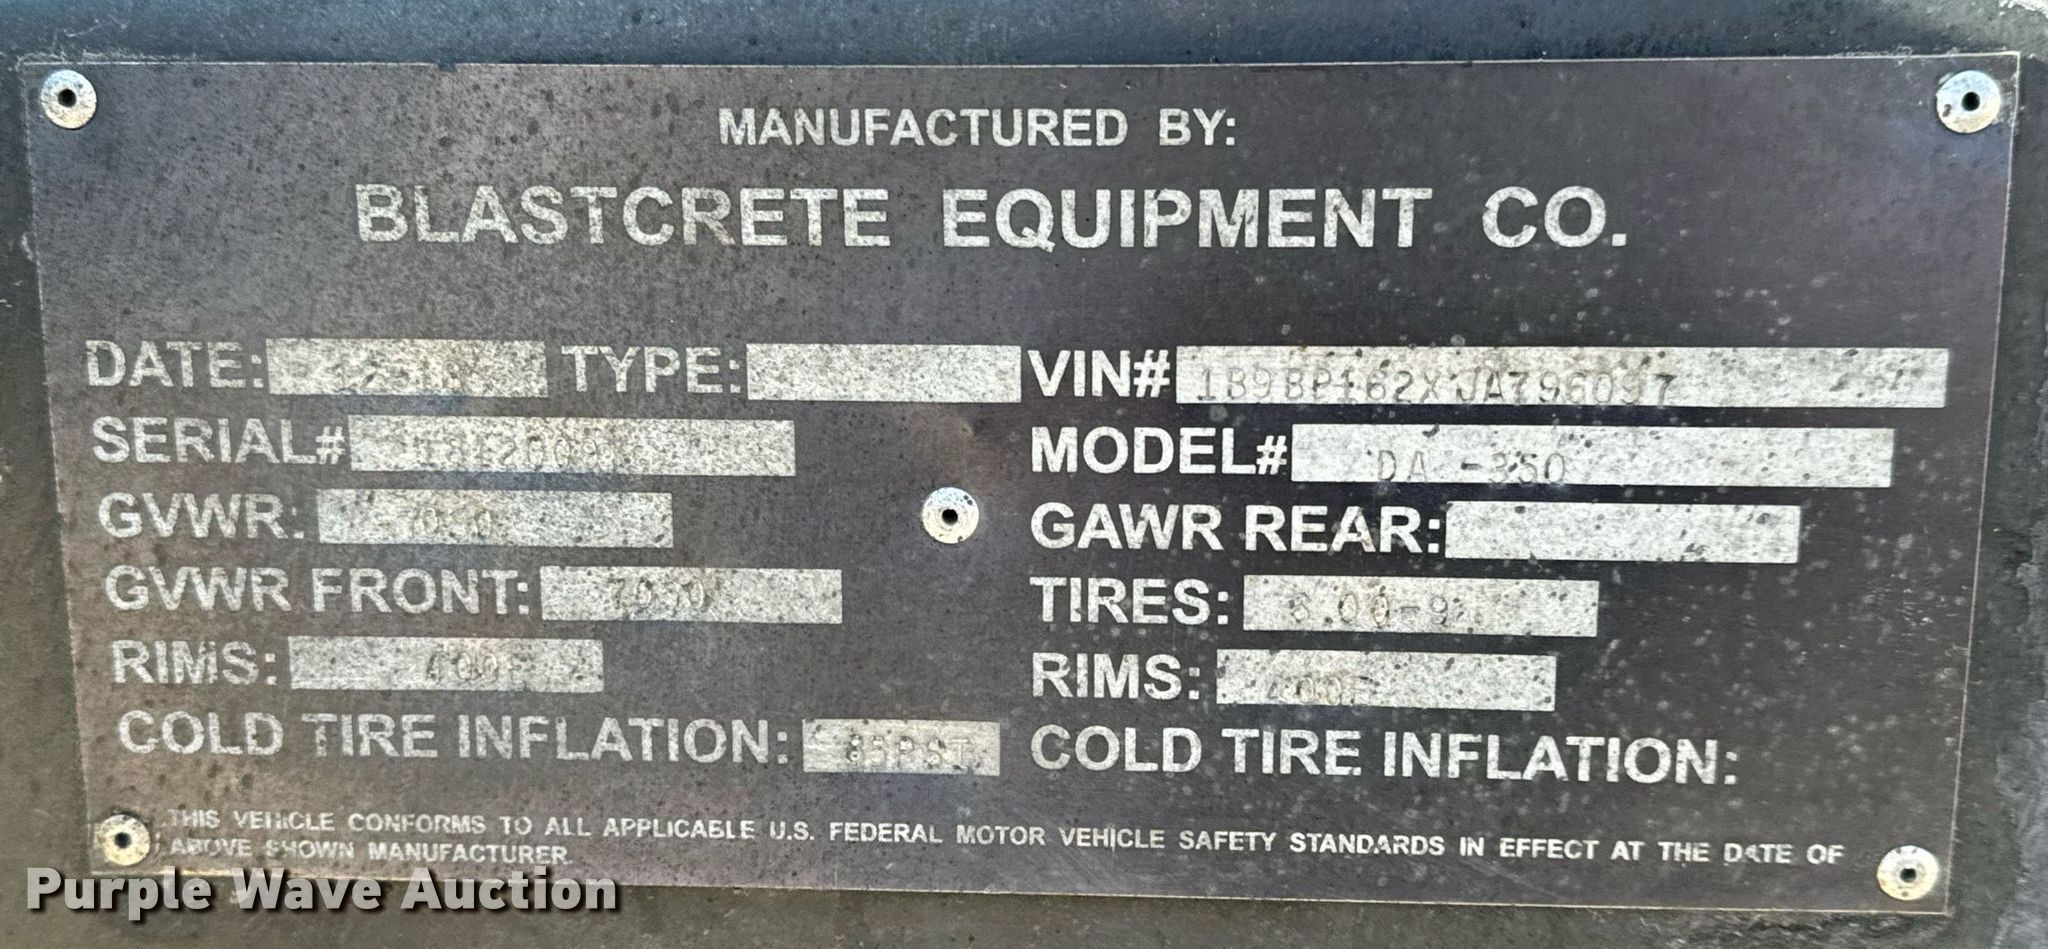 MANUFACTURED BY:
BLASTCRETE EQUIPMENT CO.
DATE: TYPE: VIN# 1B9BP162XJA796097
SERIAL# MODEL# DA-350
GVWR: GAWR REAR:
GVWR FRONT: TIRES:
RIMS: 400F RIMS: 400F
COLD TIRE INFLATION: 85PSI COLD TIRE INFLATION:
THIS VEHICLE CONFORMS TO ALL APPLICABLE U.S. FEDERAL MOTOR VEHICLE SAFETY STANDARDS IN EFFECT AT THE DATE OF
ABOVE SHOWN MANUFACTURER.
Purple Wave Auction